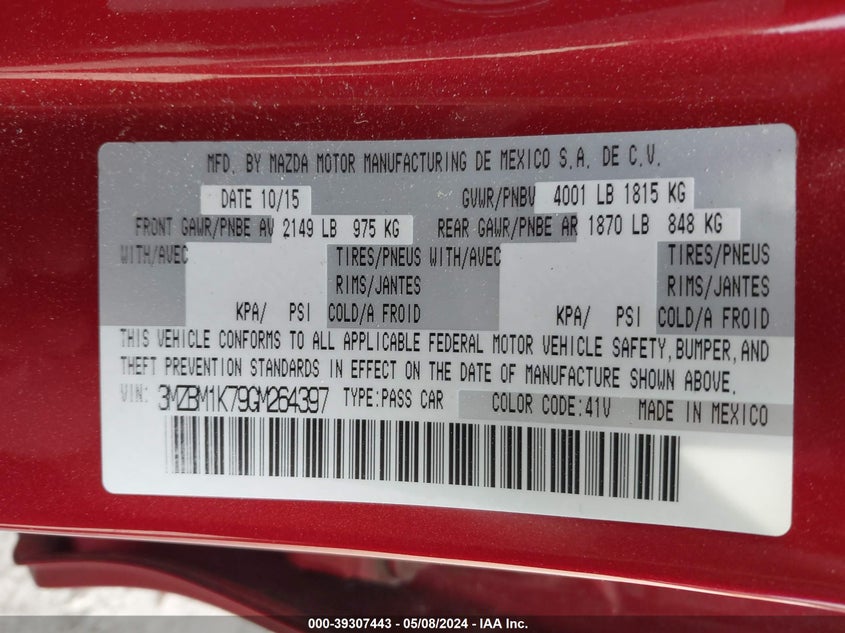 MFD. BY MAZDA MOTOR MANUFACTURING DE MEXICO S.A. DE C.V.
DATE 10/15 GVWR/PNBV 4001 LB 1815 KG
FRONT GAWR/PNBE AV 2149 LB 975 KG REAR GAWR/PNBE AR 1870 LB 848 KG
WITH/AVEC TIRES/PNEUS WITH/AVEC TIRES/PNEUS
RIMS/JANTES RIMS/JANTES
KPA/ PSI COLD/A FROID KPA/ PSI COLD/A FROID
THIS VEHICLE CONFORMS TO ALL APPLICABLE FEDERAL MOTOR VEHICLE SAFETY, BUMPER, AND
THEFT PREVENTION STANDARDS IN EFFECT ON THE DATE OF MANUFACTURE SHOWN ABOVE.
VIN: 3MZBM1K79GM264397 TYPE:PASS CAR COLOR CODE:41V MADE IN MEXICO
000-39307443 - 05/08/2024 - IAA Inc.